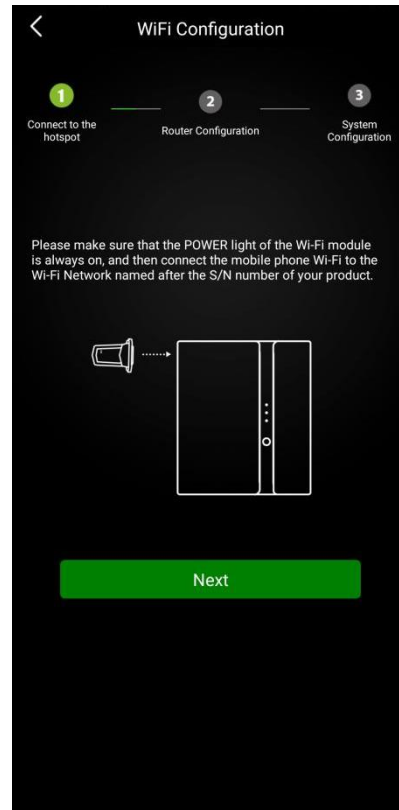 WiFi Configuration
1
2
3
Connect to the
hotspot
Router Configuration
System
Configuration
Please make sure that the POWER light of the Wi-Fi module
is always on, and then connect the mobile phone Wi-Fi to the
Wi-Fi Network named after the S/N number of your product.
Next